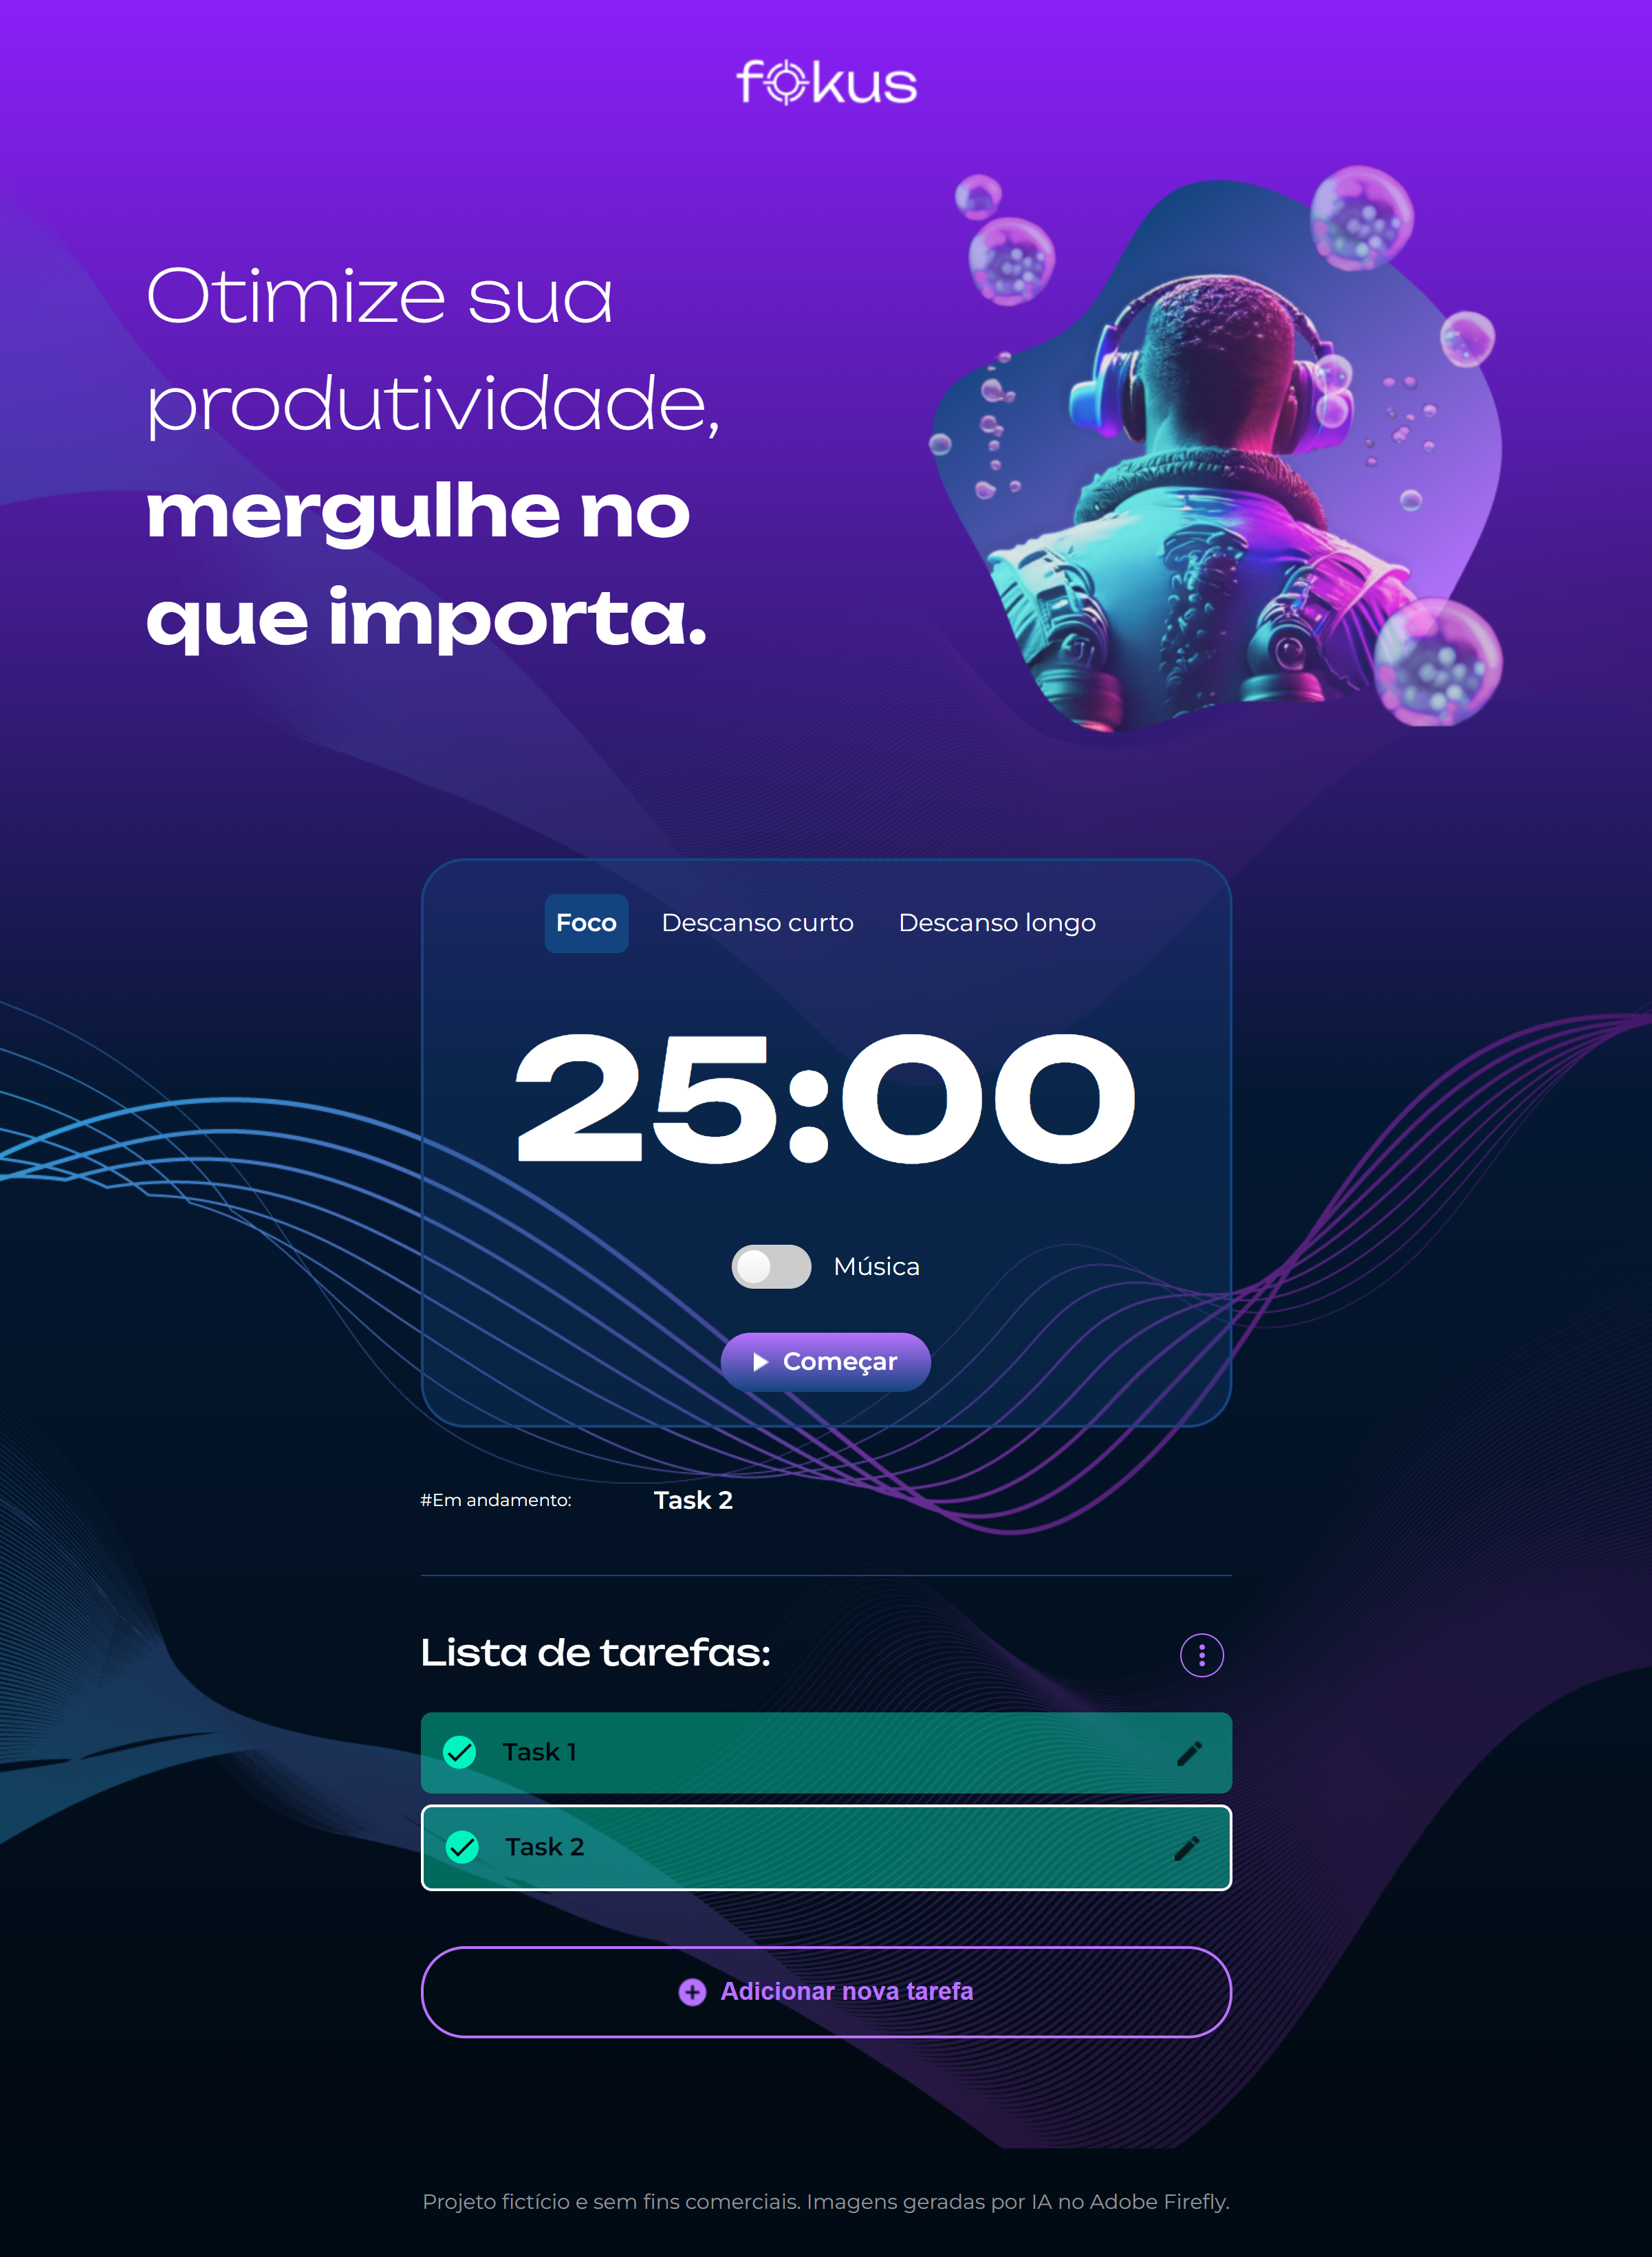 fokus
Otimize sua
produtividade,
mergulhe no
que importa.
Foco Descanso curto Descanso longo
25:00
Música
Começar
#Em andamento: Task 2
Lista de tarefas:
Task 1
Task 2
Adicionar nova tarefa
Projeto fictício e sem fins comerciais. Imagens geradas por IA no Adobe Firefly.